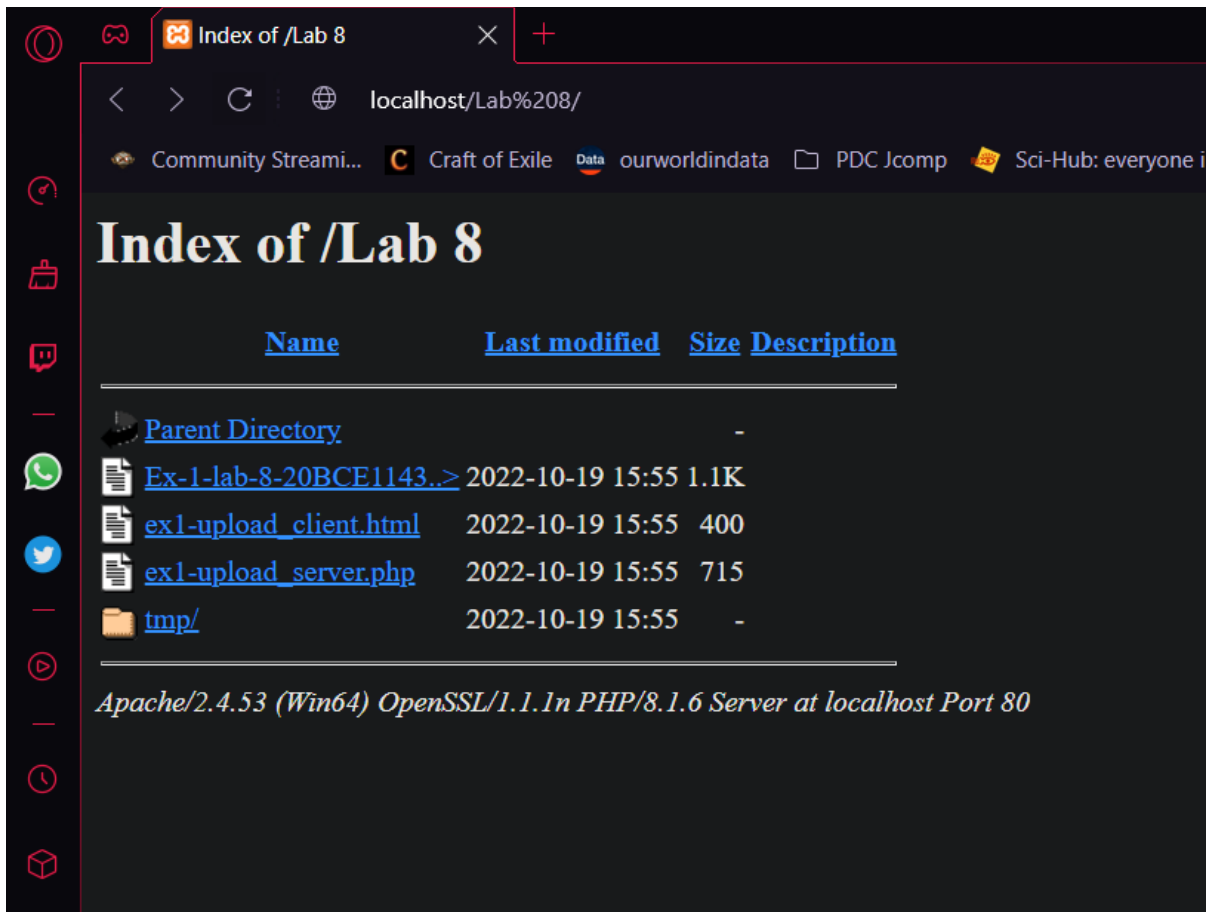 Index of /Lab 8
localhost/Lab%208/
Community Streami... C Craft of Exile Data ourworldindata PDC Jcomp Sci-Hub: everyone i
Index of /Lab 8
Name Last modified Size Description
Parent Directory -
Ex-1-lab-8-20BCE1143..> 2022-10-19 15:55 1.1K
ex1-upload_client.html 2022-10-19 15:55 400
ex1-upload_server.php 2022-10-19 15:55 715
tmp/ 2022-10-19 15:55 -
Apache/2.4.53 (Win64) OpenSSL/1.1.1n PHP/8.1.6 Server at localhost Port 80